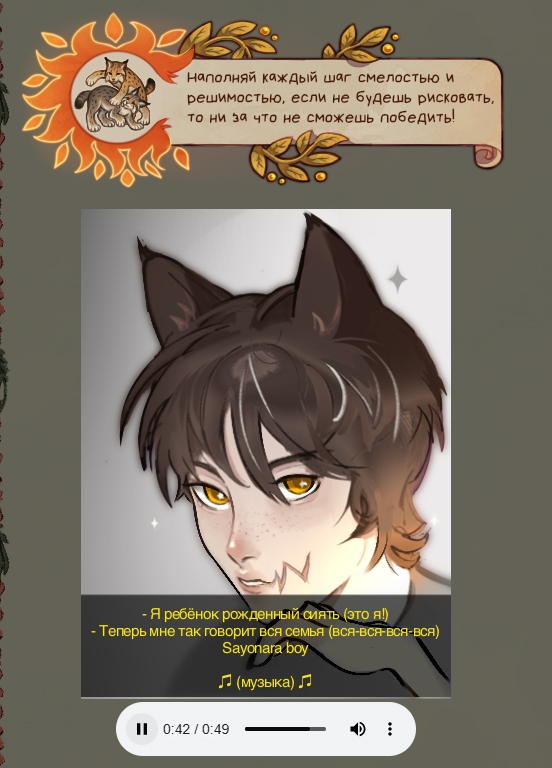 Наполняй каждый шаг смелостью и
решимостью, если не будешь рисковать,
то ни за что не сможешь победить!
- Я ребёнок рожденный сиять (это я!)
- Теперь мне так говорит вся семья (вся-вся-вся-вся)
Sayonara boy
♫ (музыка) ♫
0:42 / 0:49